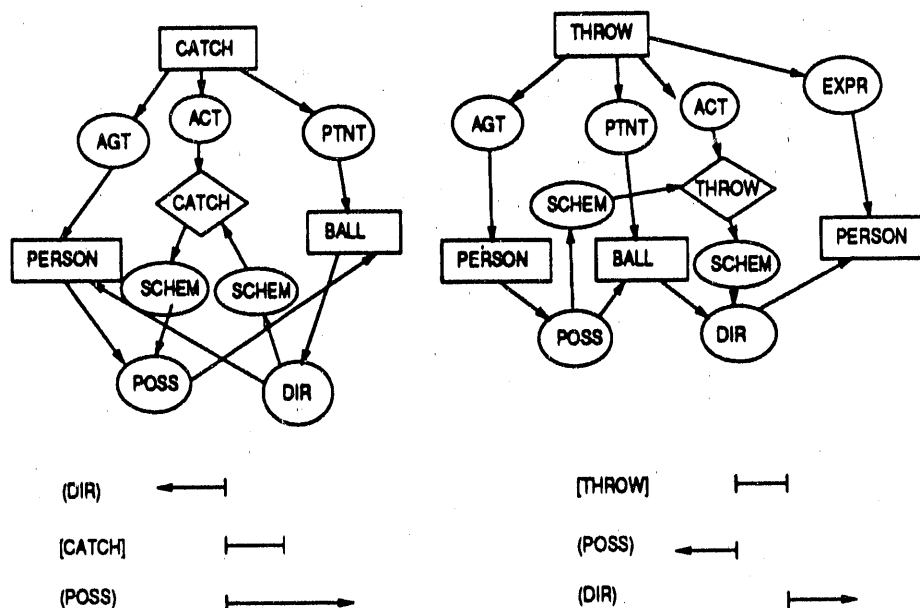 CATCH
AGT
ACT
PTNT
CATCH
PERSON
BALL
SCHEM
SCHEM
POSS
DIR
THROW
EXPR
AGT
PTNT
ACT
SCHEM
THROW
PERSON
BALL
SCHEM
PERSON
POSS
DIR
(DIR)
[CATCH]
(POSS)
[THROW]
(POSS)
(DIR)